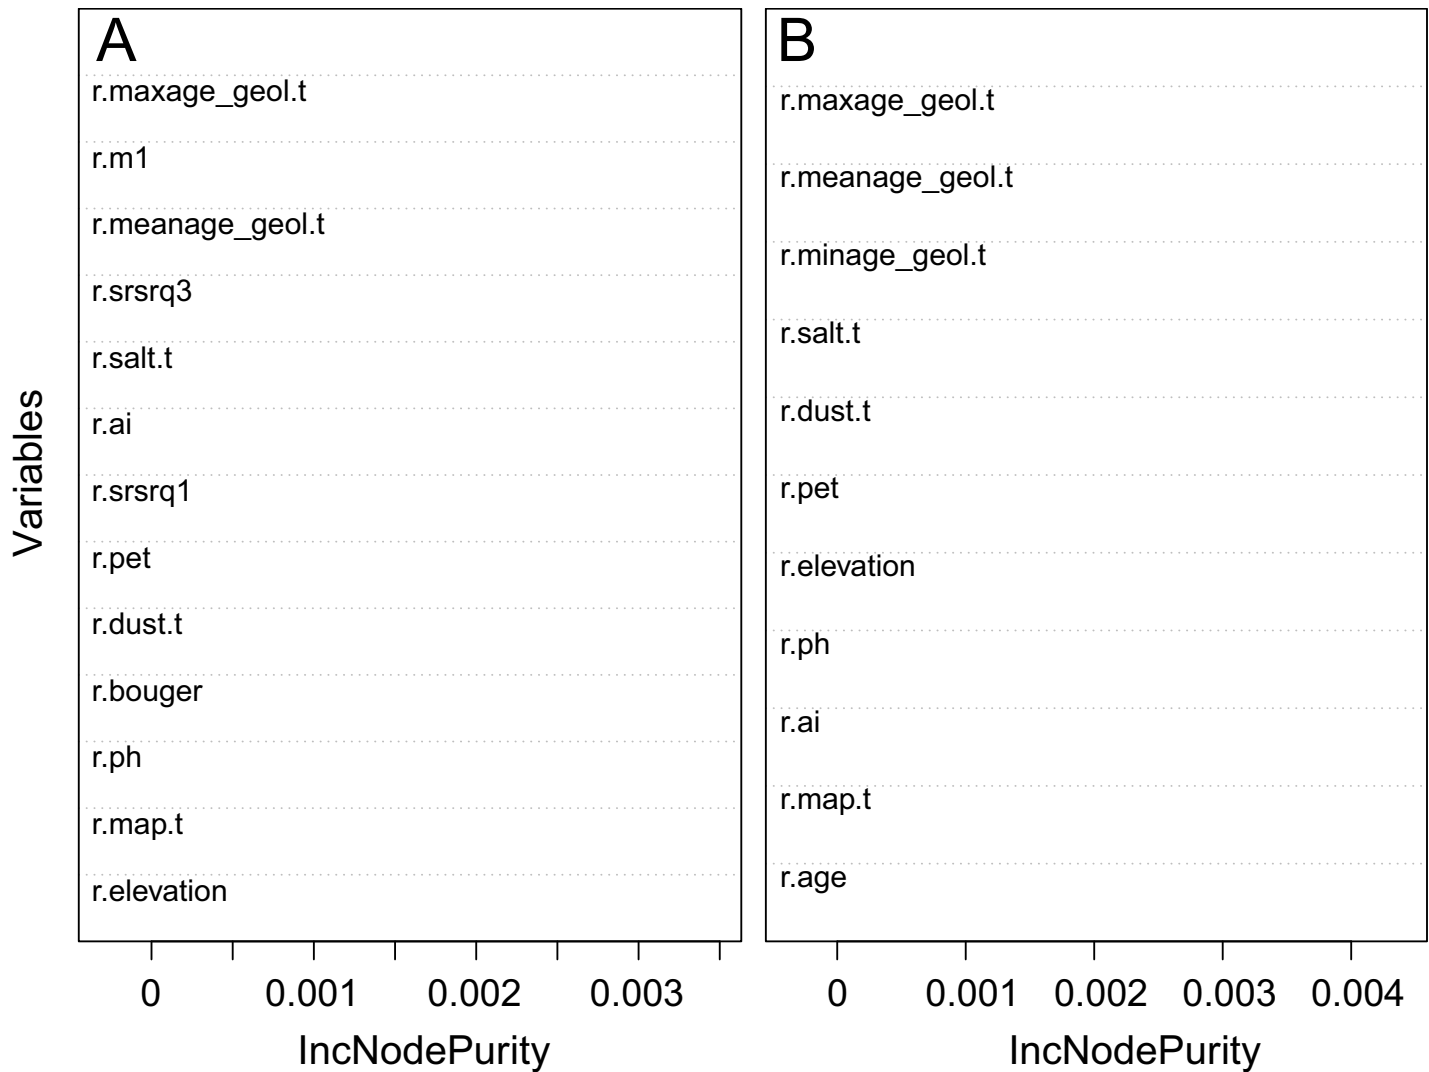 A
r.maxage_geol.t
r.m1
r.meanage_geol.t
r.srsrq3
r.salt.t
r.ai
r.srsrq1
r.pet
r.dust.t
r.bouger
r.ph
r.map.t
r.elevation
Variables
0 0.001 0.002 0.003
IncNodePurity
B
r.maxage_geol.t
r.meanage_geol.t
r.minage_geol.t
r.salt.t
r.dust.t
r.pet
r.elevation
r.ph
r.ai
r.map.t
r.age
0 0.001 0.002 0.003 0.004
IncNodePurity